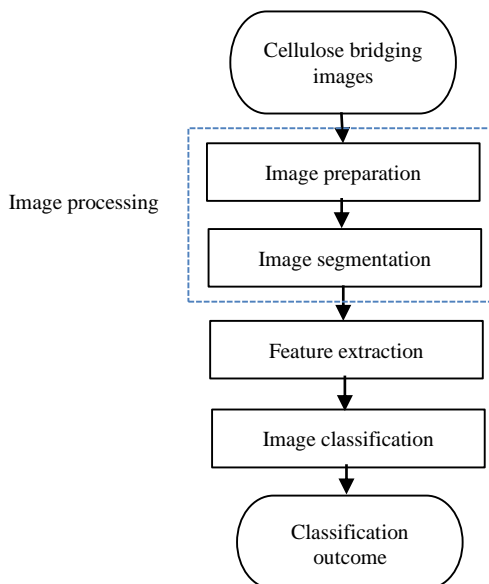 Cellulose bridging
images
Image preparation
Image processing
Image segmentation
Feature extraction
Image classification
Classification
outcome